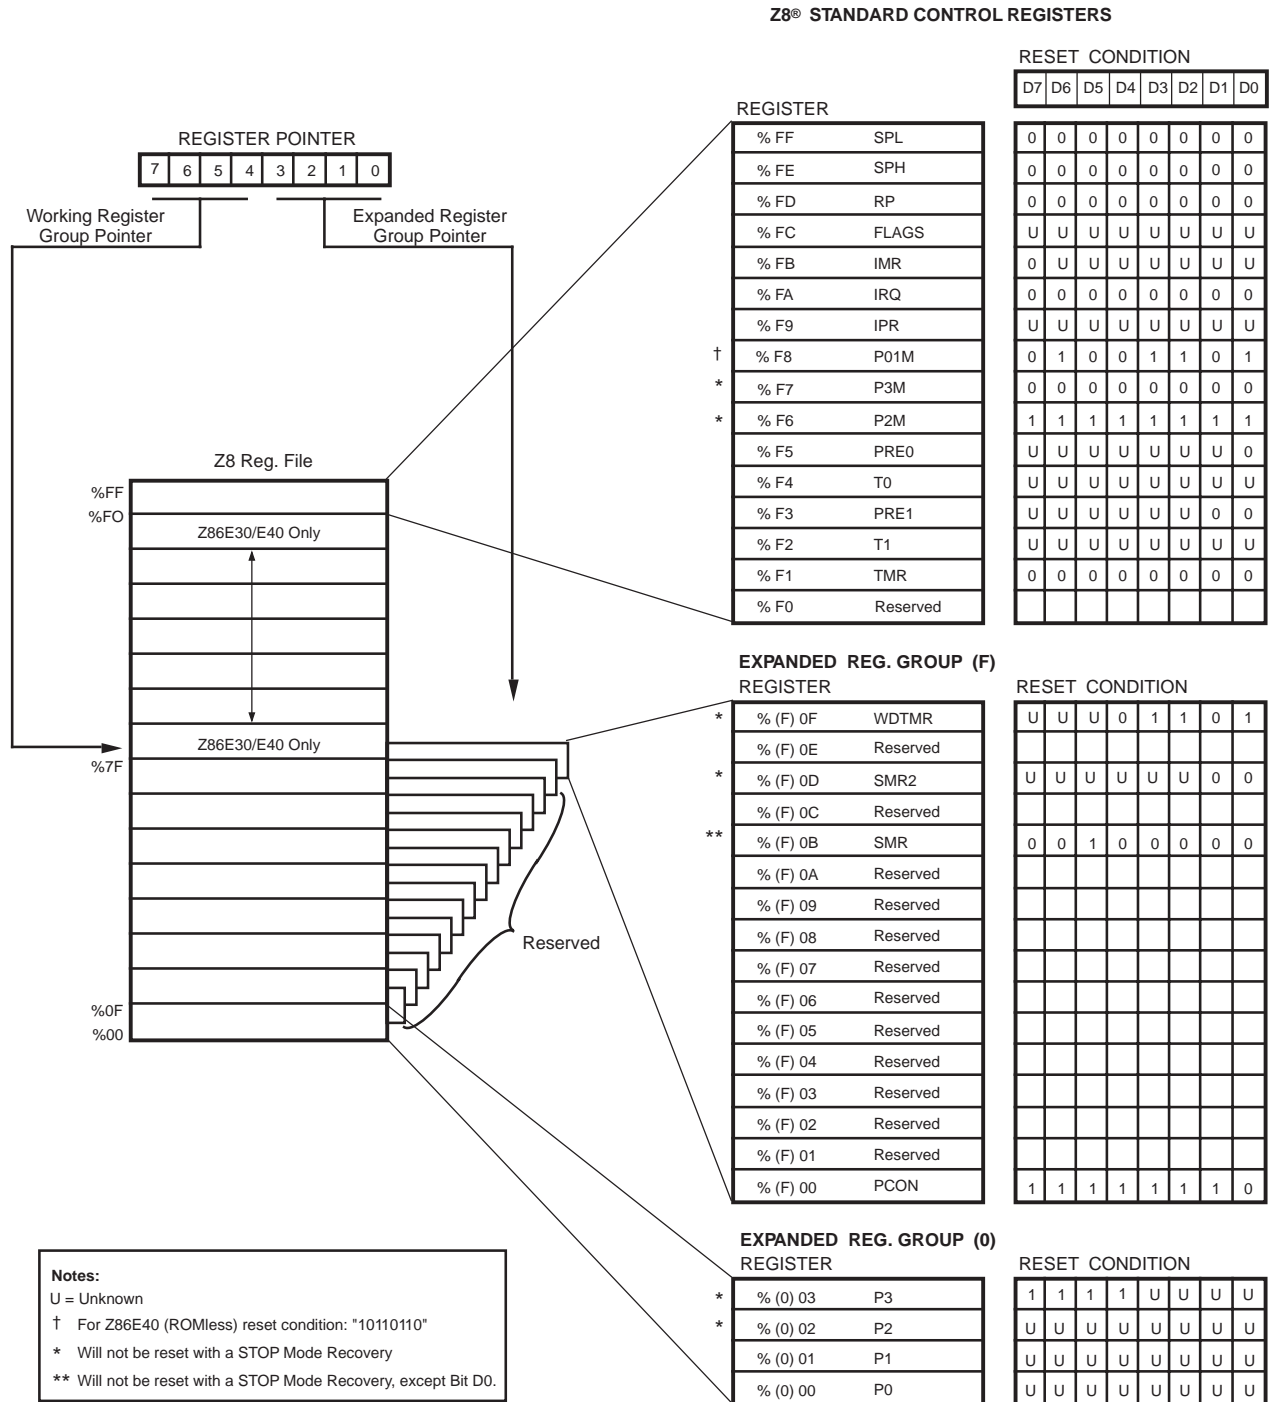 Z8® STANDARD CONTROL REGISTERS
RESET CONDITION
D7 D6 D5 D4 D3 D2 D1 D0
REGISTER
% FF SPL 0 0 0 0 0 0 0 0
% FE SPH 0 0 0 0 0 0 0 0
% FD RP 0 0 0 0 0 0 0 0
% FC FLAGS U U U U U U U U
% FB IMR 0 U U U U U U U
% FA IRQ 0 0 0 0 0 0 0 0
% F9 IPR U U U U U U U U
† % F8 P01M 0 1 0 0 1 1 0 1
* % F7 P3M 0 0 0 0 0 0 0 0
* % F6 P2M 1 1 1 1 1 1 1 1
% F5 PRE0 U U U U U U U 0
% F4 T0 U U U U U U U U
% F3 PRE1 U U U U U U 0 0
% F2 T1 U U U U U U U U
% F1 TMR 0 0 0 0 0 0 0 0
% F0 Reserved
REGISTER POINTER
7 6 5 4 3 2 1 0
Working Register
Group Pointer
Expanded Register
Group Pointer
Z8 Reg. File
%FF
%FO
Z86E30/E40 Only
Z86E30/E40 Only
%7F
Reserved
%0F
%00
EXPANDED REG. GROUP (F)
REGISTER RESET CONDITION
* % (F) 0F WDTMR U U U 0 1 1 0 1
% (F) 0E Reserved
* % (F) 0D SMR2 U U U U U U 0 0
% (F) 0C Reserved
** % (F) 0B SMR 0 0 1 0 0 0 0 0
% (F) 0A Reserved
% (F) 09 Reserved
% (F) 08 Reserved
% (F) 07 Reserved
% (F) 06 Reserved
% (F) 05 Reserved
% (F) 04 Reserved
% (F) 03 Reserved
% (F) 02 Reserved
% (F) 01 Reserved
% (F) 00 PCON 1 1 1 1 1 1 1 0
EXPANDED REG. GROUP (0)
REGISTER RESET CONDITION
* % (0) 03 P3 1 1 1 1 U U U U
* % (0) 02 P2 U U U U U U U U
% (0) 01 P1 U U U U U U U U
% (0) 00 P0 U U U U U U U U
Notes:
U = Unknown
† For Z86E40 (ROMless) reset condition: "10110110"
* Will not be reset with a STOP Mode Recovery
** Will not be reset with a STOP Mode Recovery, except Bit D0.